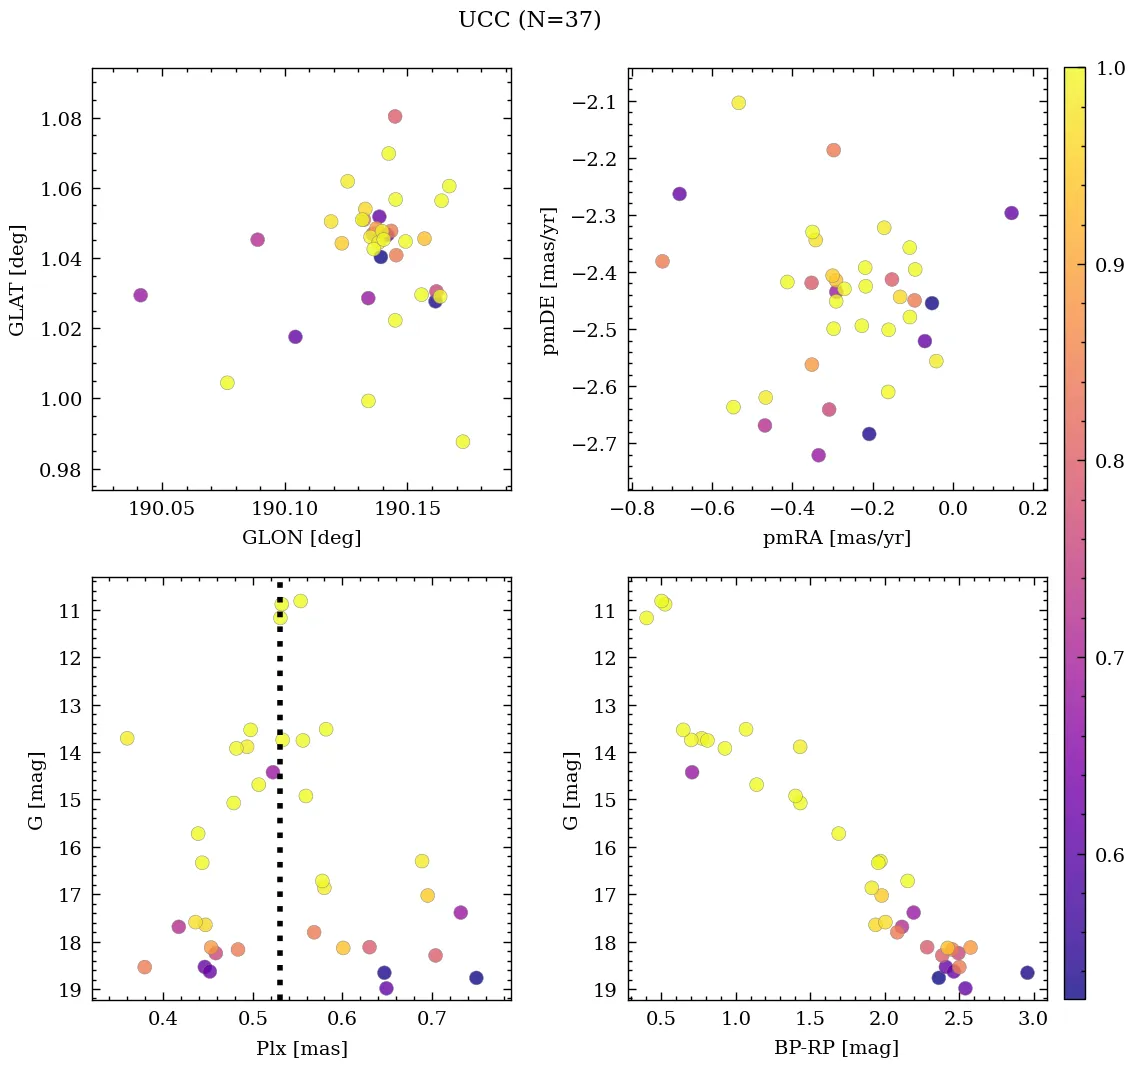 UCC (N=37)
1.08
1.06
1.04
1.02
1.00
0.98
GLAT [deg]
190.05 190.10 190.15
GLON [deg]
−2.1
−2.2
−2.3
−2.4
−2.5
−2.6
−2.7
pmDE [mas/yr]
−0.8 −0.6 −0.4 −0.2 0.0 0.2
pmRA [mas/yr]
11
12
13
14
15
16
17
18
19
G [mag]
0.4 0.5 0.6 0.7
Plx [mas]
11
12
13
14
15
16
17
18
19
G [mag]
0.5 1.0 1.5 2.0 2.5 3.0
BP-RP [mag]
1.0
0.9
0.8
0.7
0.6